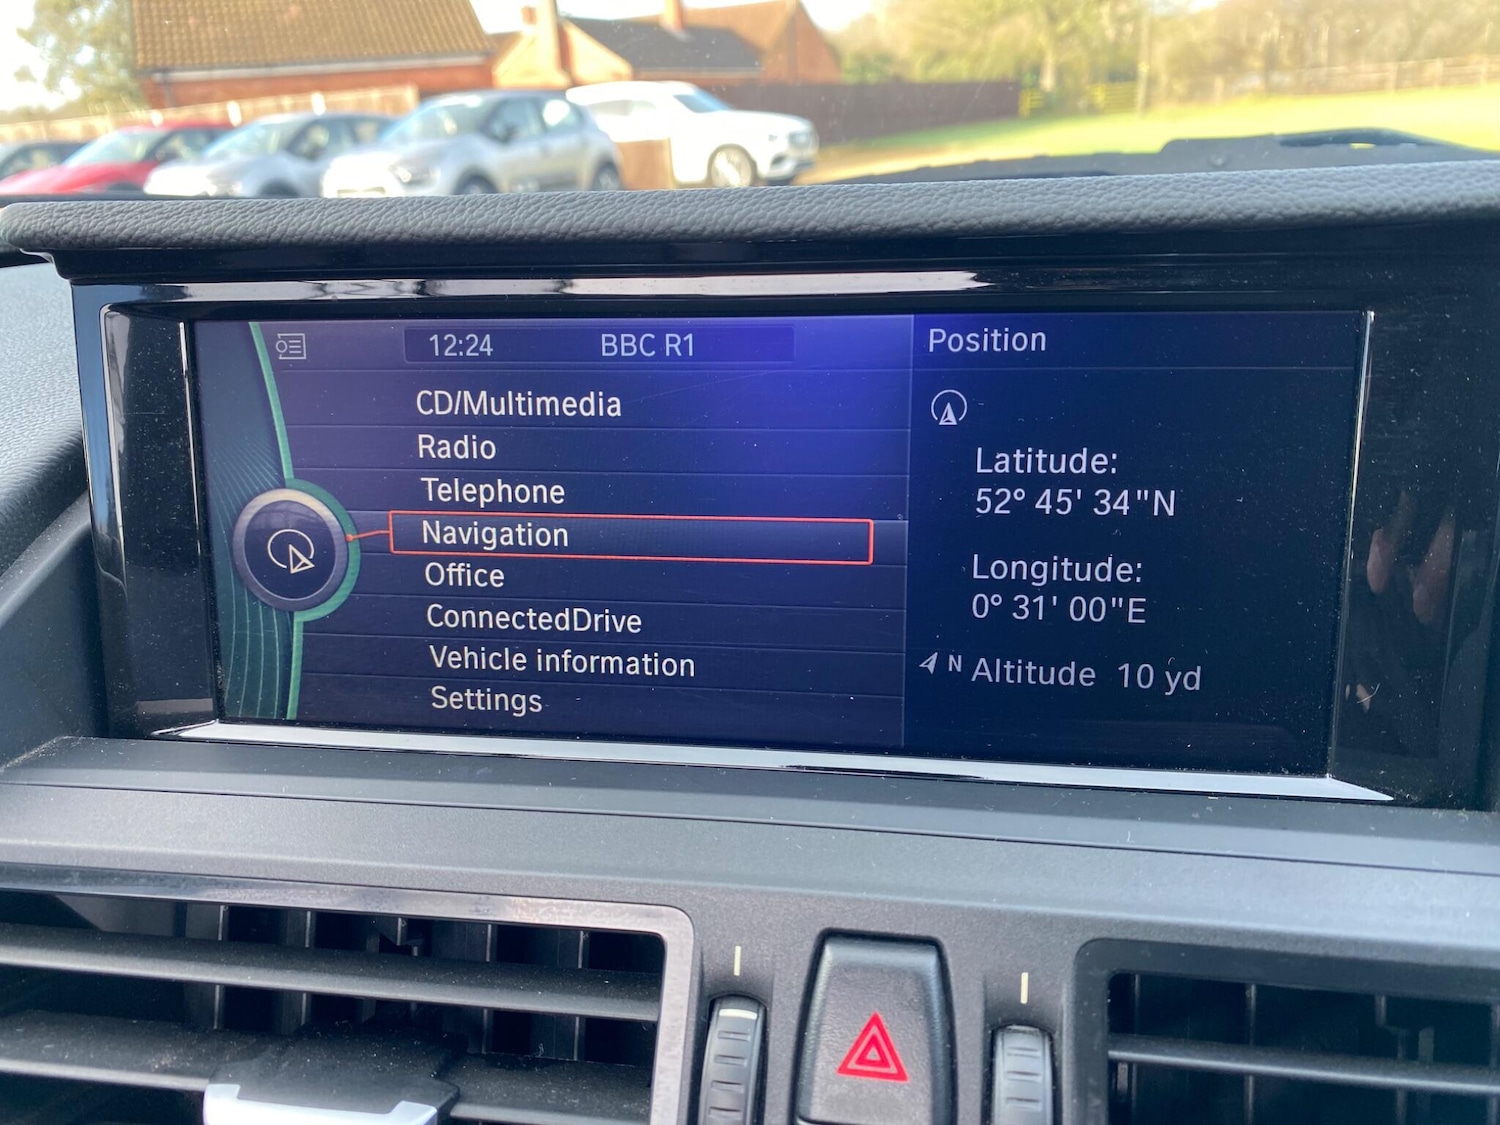 12:24 BBC R1
CD/Multimedia
Radio
Telephone
Navigation
Office
ConnectedDrive
Vehicle information
Settings
Position
Latitude:
52° 45' 34"N
Longitude:
0° 31' 00"E
N Altitude 10 yd